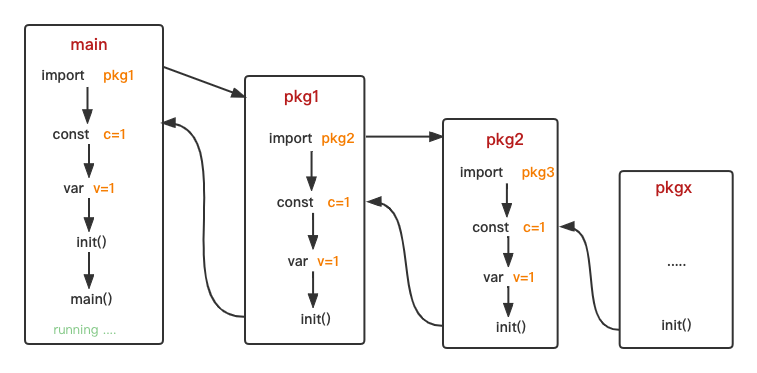 main
import pkg1
const c=1
var v=1
init()
main()
running ....
pkg1
import pkg2
const c=1
var v=1
init()
pkg2
import pkg3
const c=1
var v=1
init()
pkgx
.....
init()